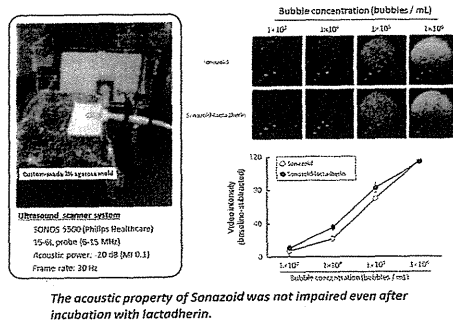 Bubble concentration (bubbles / mL)
1×10³ 1×10⁴ 1×10⁵ 1×10⁶
Sonazoid
Sonazoid-lactadherin
Custom-made 2% agarose mold
Ultrasound scanner system
SONOS 5500 (Philips Healthcare)
15-6L probe (6-15 MHz)
Acoustic power: -20 dB (MI 0.1)
Frame rate: 30 Hz
Video intensity
(baseline-subtracted)
120
80
40
0
Sonazoid
Sonazoid-lactadherin
1×10³ 1×10⁴ 1×10⁵ 1×10⁶
Bubble concentration (bubbles / mL)
The acoustic property of Sonazoid was not impaired even after
incubation with lactadherin.